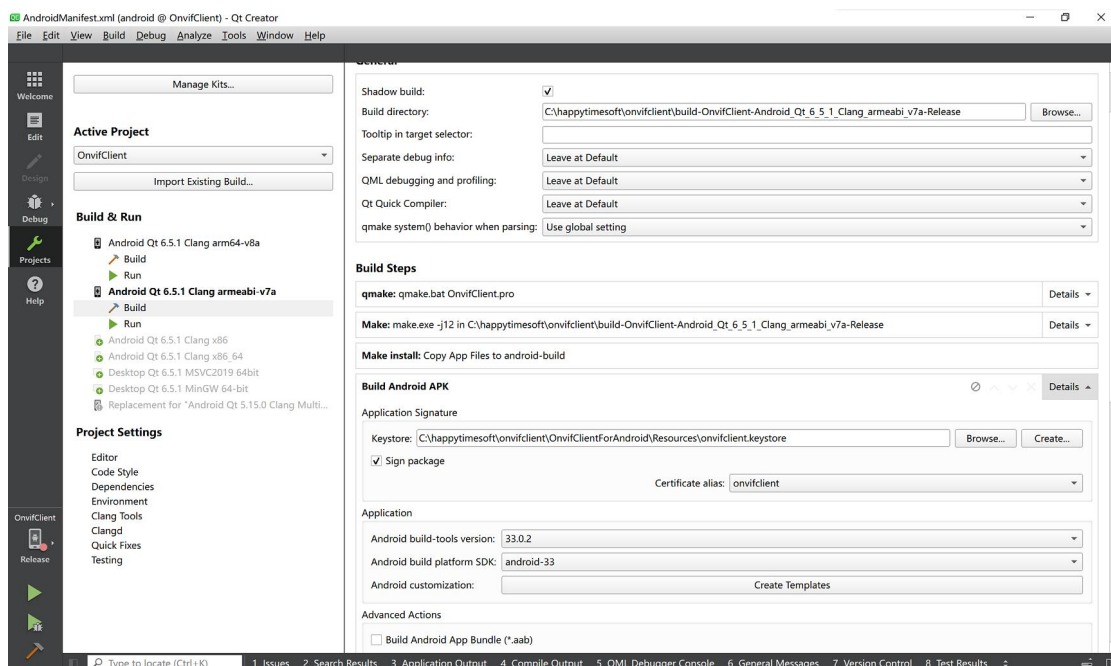 AndroidManifest.xml (android @ OnvifClient) - Qt Creator
File Edit View Build Debug Analyze Tools Window Help
Welcome
Edit
Design
Debug
Projects
Help
OnvifClient
Release
Manage Kits...
Active Project
OnvifClient
Import Existing Build...
Build & Run
Android Qt 6.5.1 Clang arm64-v8a
Build
Run
Android Qt 6.5.1 Clang armeabi-v7a
Build
Run
Android Qt 6.5.1 Clang x86
Android Qt 6.5.1 Clang x86_64
Desktop Qt 6.5.1 MSVC2019 64bit
Desktop Qt 6.5.1 MinGW 64-bit
Replacement for "Android Qt 5.15.0 Clang Multi...
Project Settings
Editor
Code Style
Dependencies
Environment
Clang Tools
Clangd
Quick Fixes
Testing
General
Shadow build:
Build directory: C:\happytimesoft\onvifclient\build-OnvifClient-Android_Qt_6_5_1_Clang_armeabi_v7a-Release Browse...
Tooltip in target selector:
Separate debug info: Leave at Default
QML debugging and profiling: Leave at Default
Qt Quick Compiler: Leave at Default
qmake system() behavior when parsing: Use global setting
Build Steps
qmake: qmake.bat OnvifClient.pro Details
Make: make.exe -j12 in C:\happytimesoft\onvifclient\build-OnvifClient-Android_Qt_6_5_1_Clang_armeabi_v7a-Release Details
Make install: Copy App Files to android-build
Build Android APK Details
Application Signature
Keystore: C:\happytimesoft\onvifclient\OnvifClientForAndroid\Resources\onvifclient.keystore Browse... Create...
Sign package
Certificate alias: onvifclient
Application
Android build-tools version: 33.0.2
Android build platform SDK: android-33
Android customization: Create Templates
Advanced Actions
Build Android App Bundle (*.aab)
Type to locate (Ctrl+K) 1 Issues 2 Search Results 3 Application Output 4 Compile Output 5 QML Debugger Console 6 General Messages 7 Version Control 8 Test Results